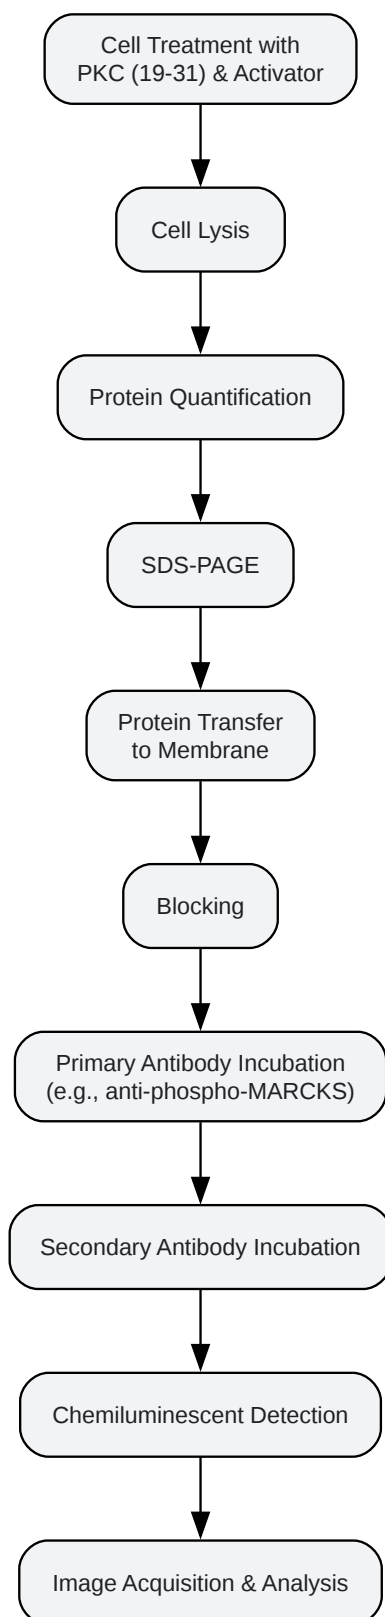 Cell Treatment with
PKC (19-31) & Activator
Cell Lysis
Protein Quantification
SDS-PAGE
Protein Transfer
to Membrane
Blocking
Primary Antibody Incubation
(e.g., anti-phospho-MARCKS)
Secondary Antibody Incubation
Chemiluminescent Detection
Image Acquisition & Analysis